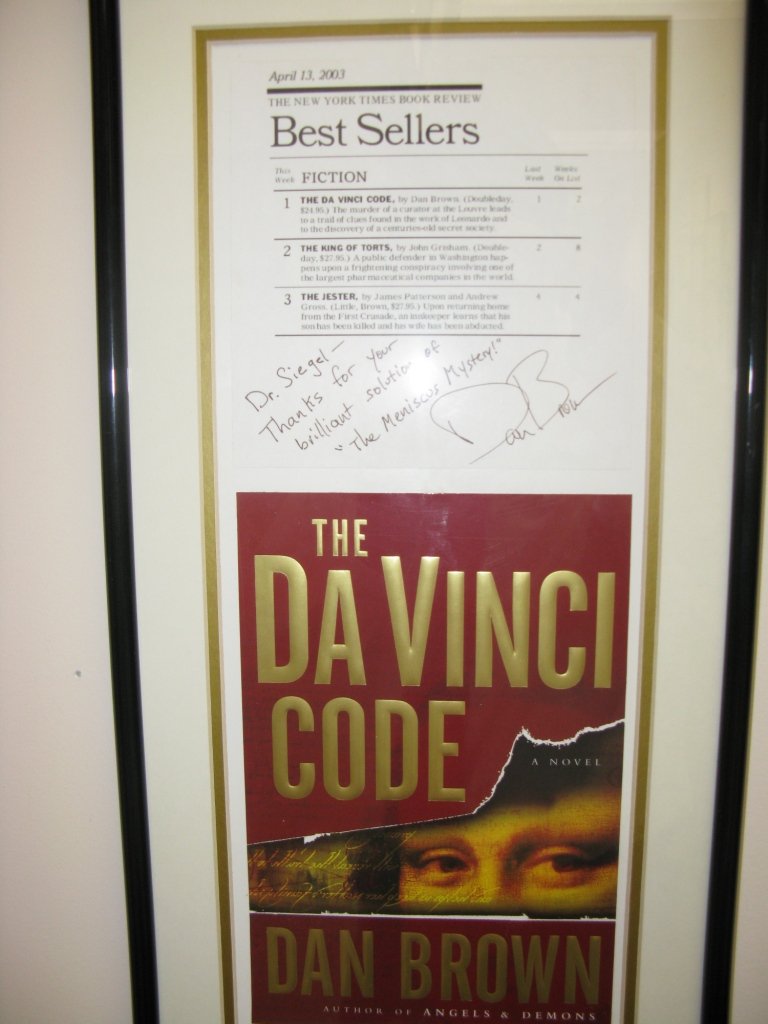 April 13, 2003
THE NEW YORK TIMES BOOK REVIEW
Best Sellers
This Week FICTION Last Week Weeks On List
1 THE DA VINCI CODE, by Dan Brown. (Doubleday, 1 2
$24.95.) The murder of a curator at the Louvre leads
to a trail of clues found in the work of Leonardo and
to the discovery of a centuries-old secret society.
2 THE KING OF TORTS, by John Grisham. (Double- 2 8
day, $27.95.) A public defender in Washington hap-
pens upon a frightening conspiracy involving one of
the largest pharmaceutical companies in the world.
3 THE JESTER, by James Patterson and Andrew 4 4
Gross. (Little, Brown, $27.95.) Upon returning home
from the First Crusade, an innkeeper learns that his
son has been killed and his wife has been abducted.
Dr. Siegel—
Thanks for your
brilliant solution of
"The Meniscus Mystery!"
Dan Brown
THE
DA VINCI
CODE
A NOVEL
DAN BROWN
AUTHOR OF ANGELS & DEMONS